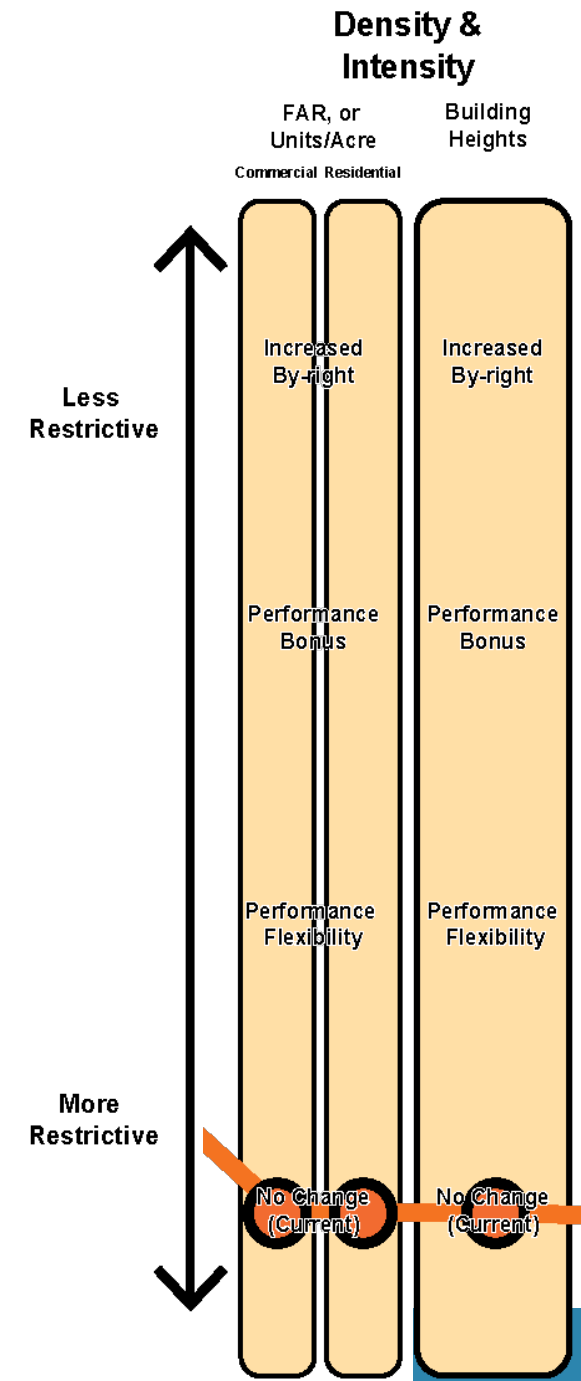 Density &
Intensity
FAR, or
Units/Acre
Building
Heights
Commercial Residential
Increased
By-right
Increased
By-right
Less
Restrictive
Performance
Bonus
Performance
Bonus
Performance
Flexibility
Performance
Flexibility
More
Restrictive
No Change
(Current)
No Change
(Current)